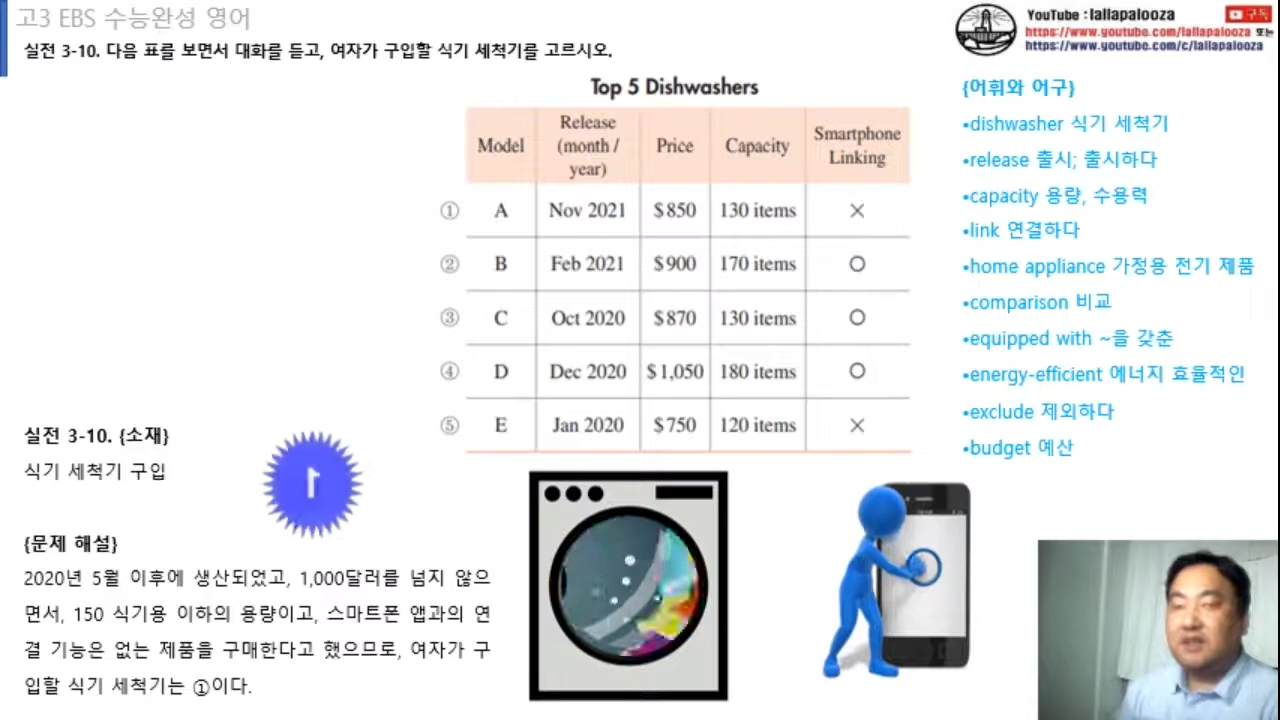 고3 EBS 수능완성 영어
실전 3-10. 다음 표를 보면서 대화를 듣고, 여자가 구입할 식기 세척기를 고르시오.
YouTube : lallapalooza
구독
https://www.youtube.com/lallapalooza 또는
https://www.youtube.com/c/lallapalooza
Top 5 Dishwashers
Model Release (month / year) Price Capacity Smartphone Linking
① A Nov 2021 $850 130 items ×
② B Feb 2021 $900 170 items ○
③ C Oct 2020 $870 130 items ○
④ D Dec 2020 $1,050 180 items ○
⑤ E Jan 2020 $750 120 items ×
{어휘와 어구}
•dishwasher 식기 세척기
•release 출시; 출시하다
•capacity 용량, 수용력
•link 연결하다
•home appliance 가정용 전기 제품
•comparison 비교
•equipped with ~을 갖춘
•energy-efficient 에너지 효율적인
•exclude 제외하다
•budget 예산
실전 3-10. {소재}
식기 세척기 구입
1
{문제 해설}
2020년 5월 이후에 생산되었고, 1,000달러를 넘지 않으
면서, 150 식기용 이하의 용량이고, 스마트폰 앱과의 연
결 기능은 없는 제품을 구매한다고 했으므로, 여자가 구
입할 식기 세척기는 ①이다.